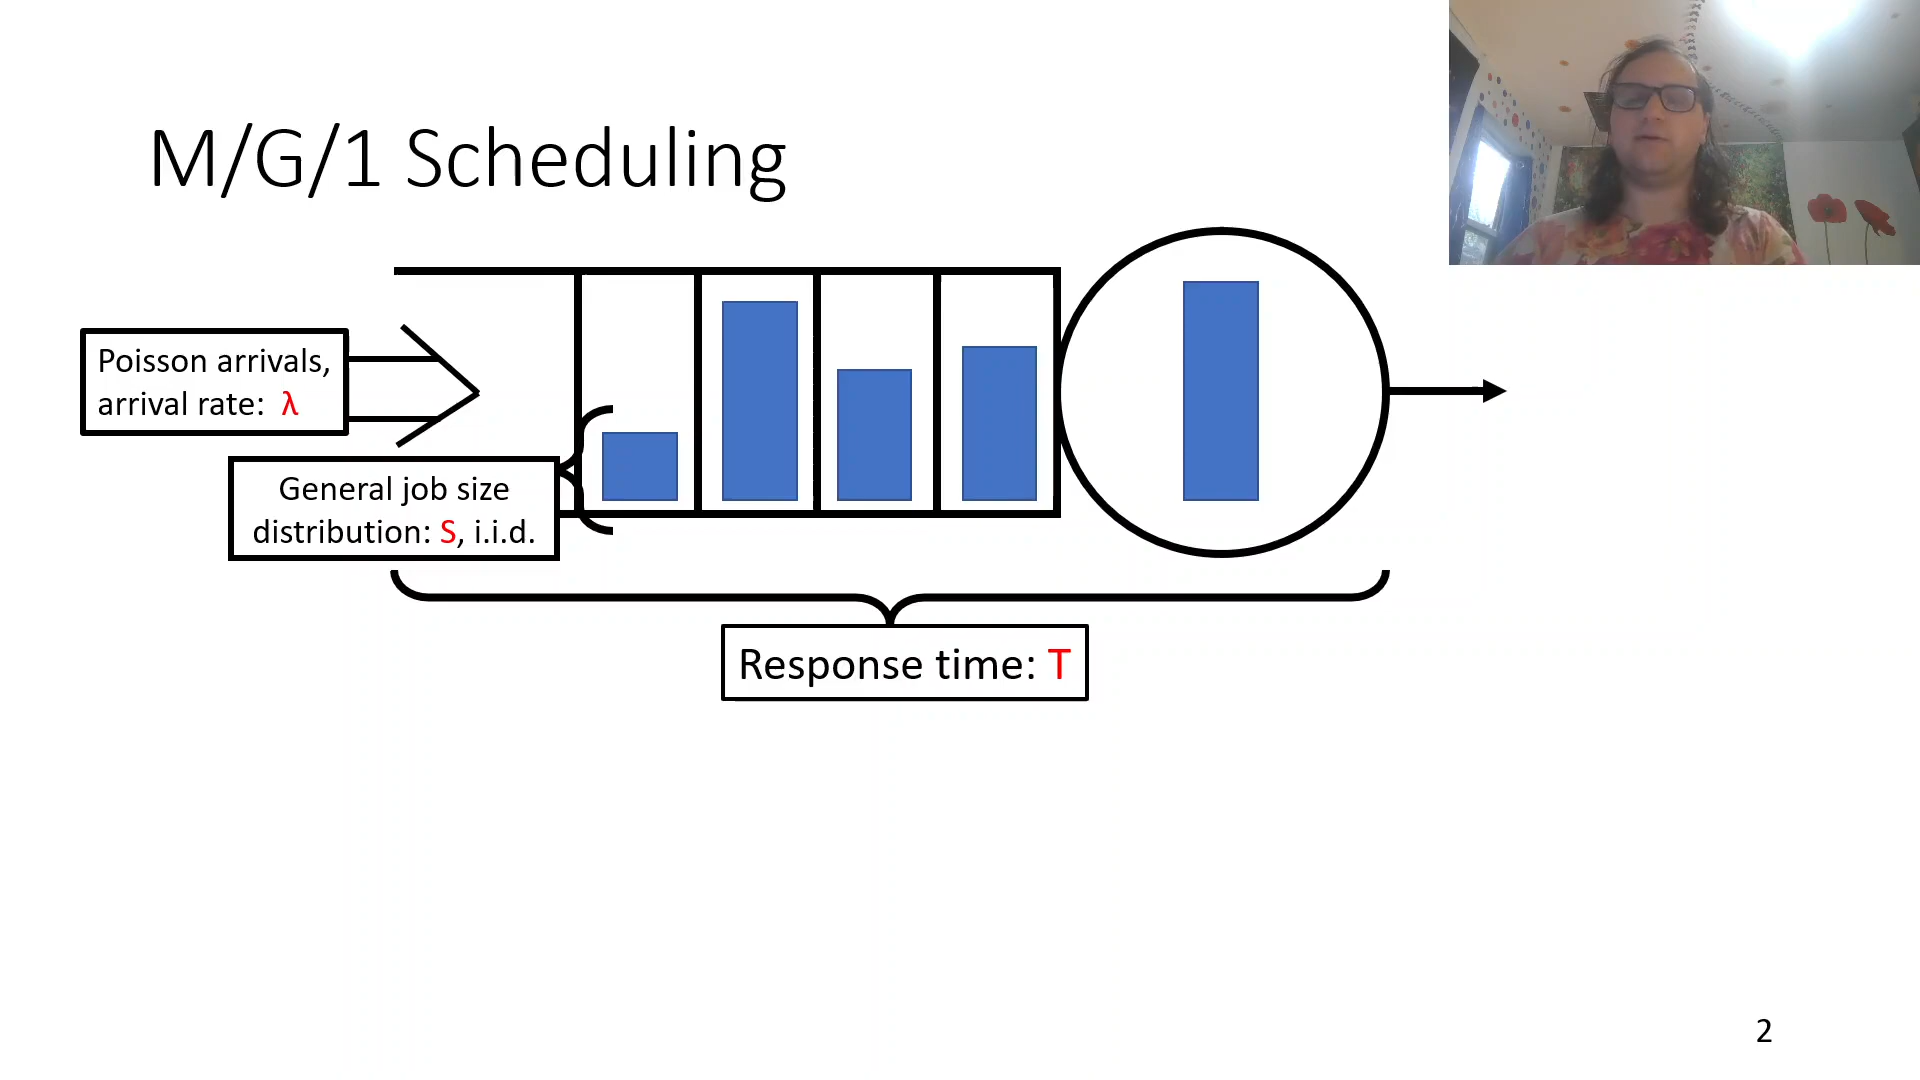 M/G/1 Scheduling
Poisson arrivals,
arrival rate: λ
General job size
distribution: S, i.i.d.
Response time: T
2